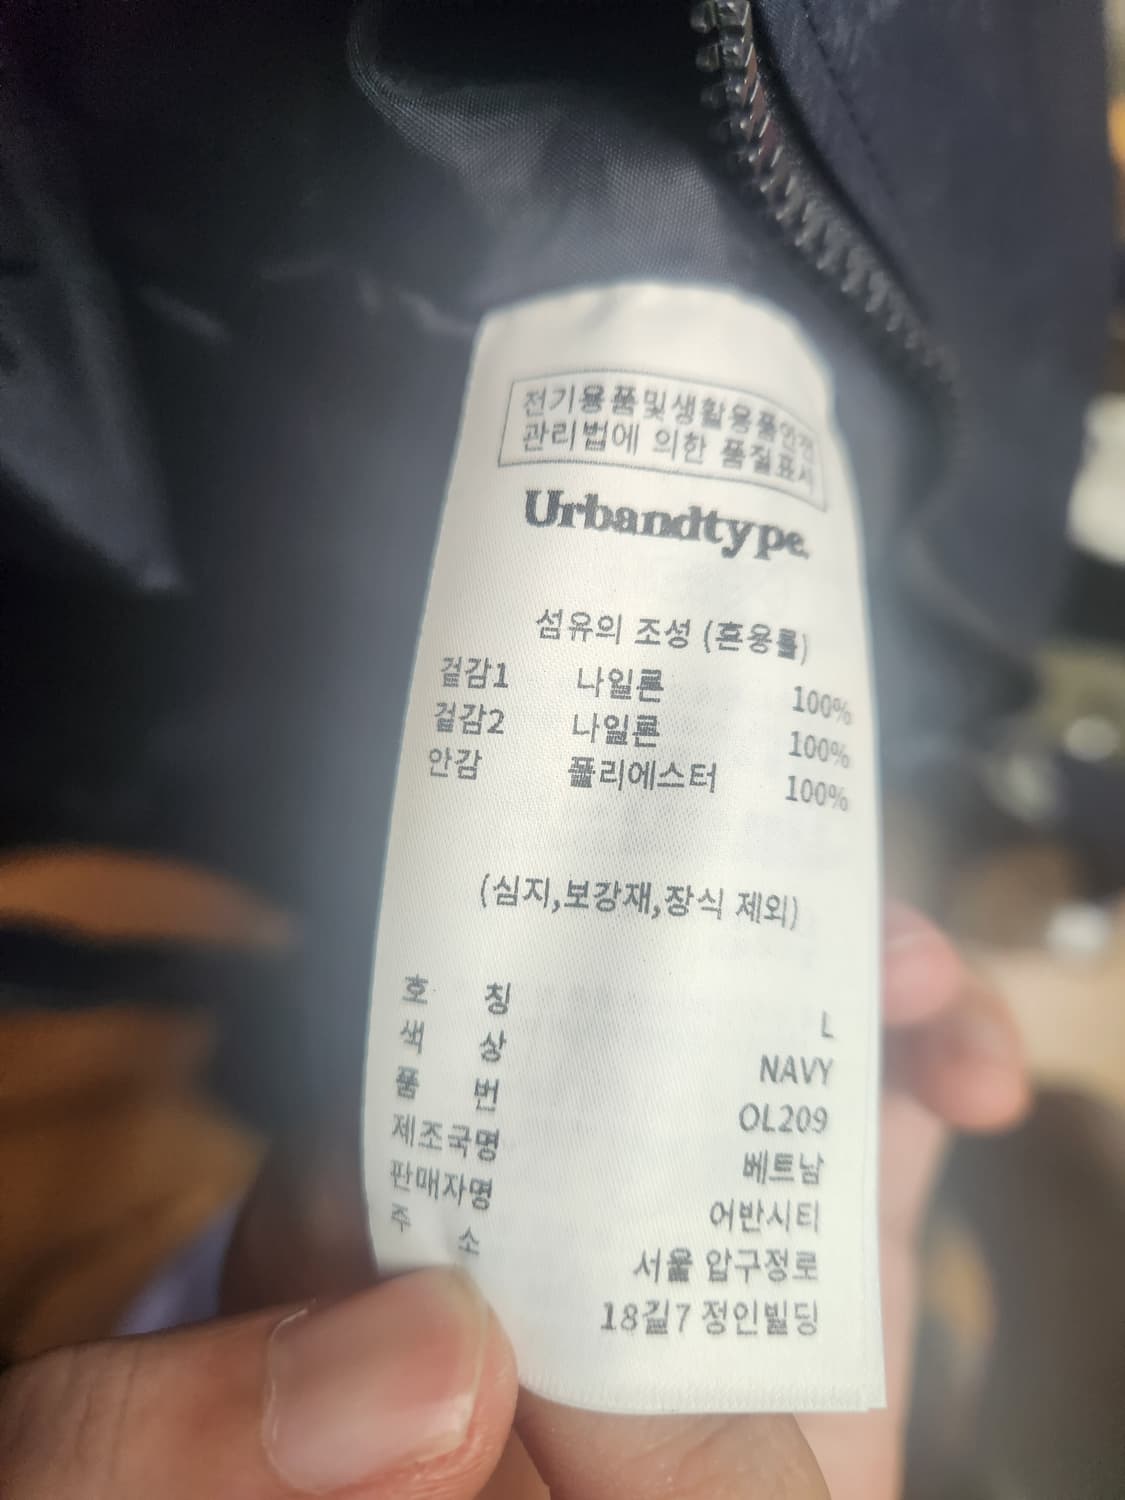 전기용품및생활용품안전
관리법에 의한 품질표시
Urbandtype.
섬유의 조성 (혼용률)
겉감1 나일론 100%
겉감2 나일론 100%
안감 폴리에스터 100%
(심지,보강재,장식 제외)
호 칭 L
색 상 NAVY
품 번 OL209
제조국명 베트남
판매자명 어반시티
주 소 서울 압구정로
18길7 정인빌딩